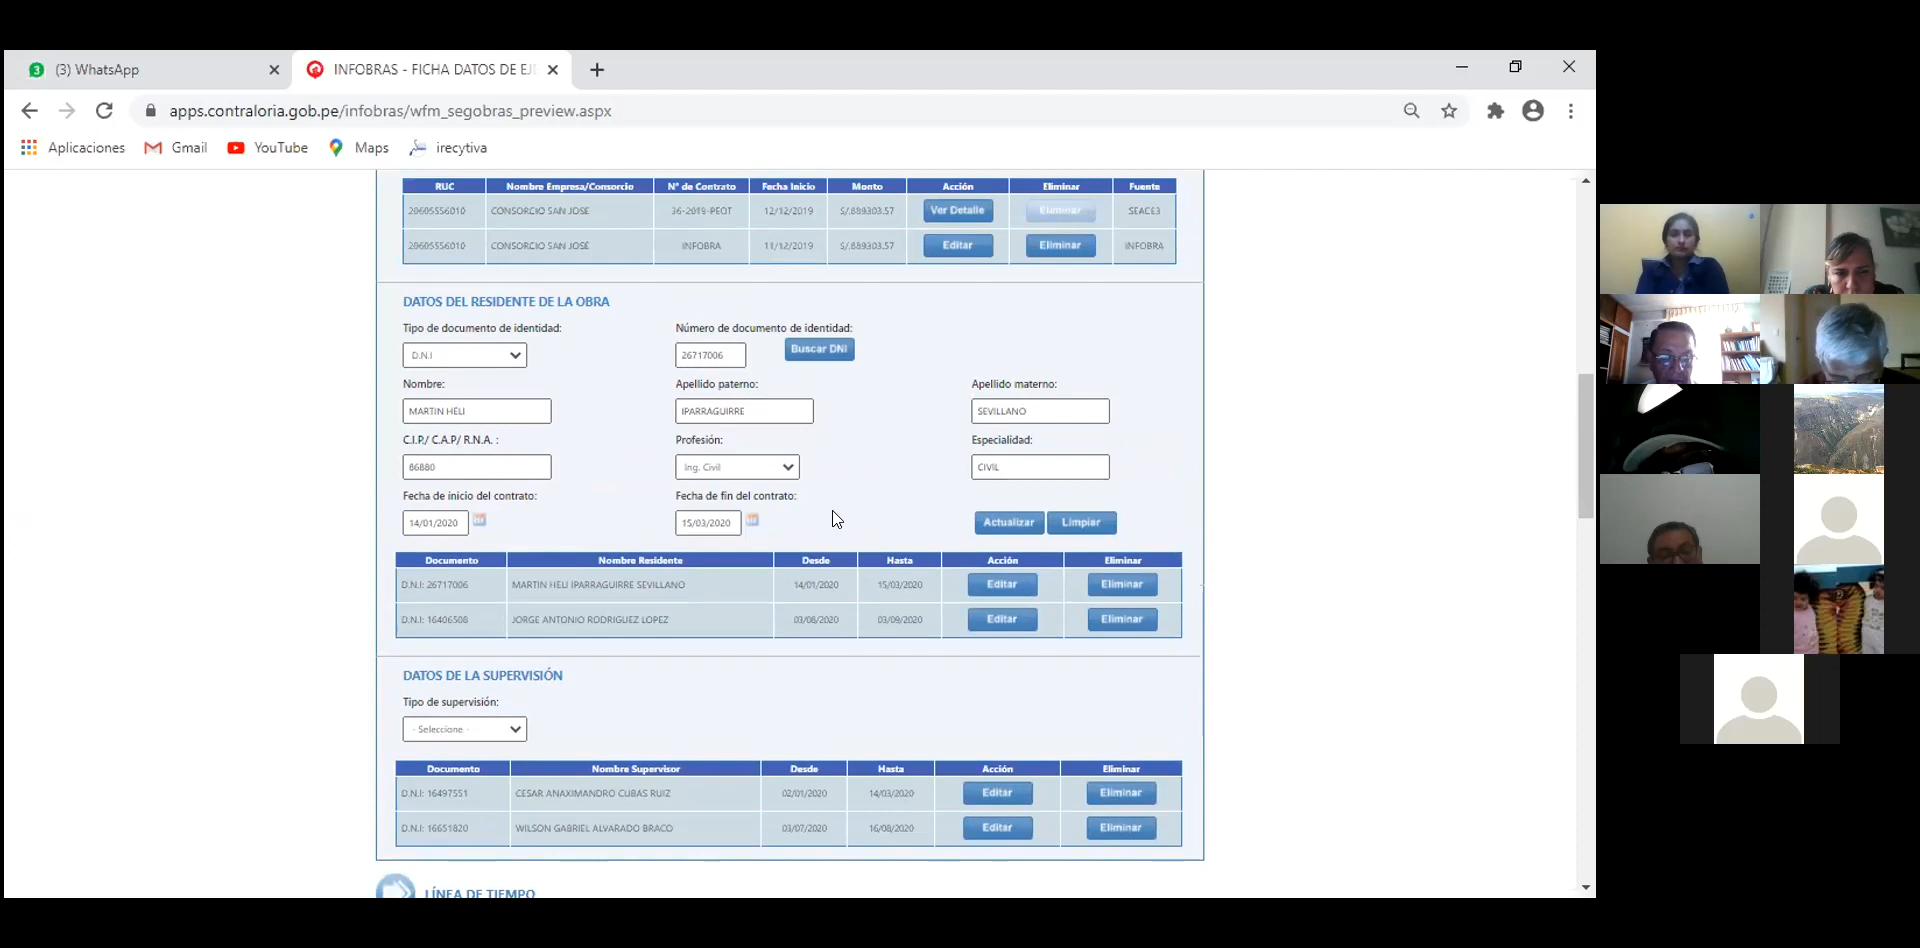 (3) WhatsApp
INFOBRAS - FICHA DATOS DE EJE
apps.contraloria.gob.pe/infobras/wfm_segobras_preview.aspx
Aplicaciones Gmail YouTube Maps irecytiva
RUC Nombre Empresa/Consorcio N° de Contrato Fecha Inicio Monto Acción Eliminar Fuente
20605556010 CONSORCIO SAN JOSE 36-2019-PEOT 12/12/2019 S/.889303.57 Ver Detalle Eliminar SEACE3
20605556010 CONSORCIO SAN JOSÉ INFOBRA 11/12/2019 S/.889303.57 Editar Eliminar INFOBRA
DATOS DEL RESIDENTE DE LA OBRA
Tipo de documento de identidad: Número de documento de identidad:
D.N.I 26717006 Buscar DNI
Nombre: Apellido paterno: Apellido materno:
MARTIN HELI IPARRAGUIRRE SEVILLANO
C.I.P./ C.A.P/ R.N.A. : Profesión: Especialidad:
86880 Ing. Civil CIVIL
Fecha de inicio del contrato: Fecha de fin del contrato:
14/01/2020 15/03/2020 Actualizar Limpiar
Documento Nombre Residente Desde Hasta Acción Eliminar
D.N.I: 26717006 MARTIN HELI IPARRAGUIRRE SEVILLANO 14/01/2020 15/03/2020 Editar Eliminar
D.N.I: 16406508 JORGE ANTONIO RODRIGUEZ LOPEZ 03/08/2020 03/09/2020 Editar Eliminar
DATOS DE LA SUPERVISIÓN
Tipo de supervisión:
- Seleccione -
Documento Nombre Supervisor Desde Hasta Acción Eliminar
D.N.I: 16497551 CESAR ANAXIMANDRO CUBAS RUIZ 02/01/2020 14/03/2020 Editar Eliminar
D.N.I: 16651820 WILSON GABRIEL ALVARADO BRACO 03/07/2020 16/08/2020 Editar Eliminar
LÍNEA DE TIEMPO